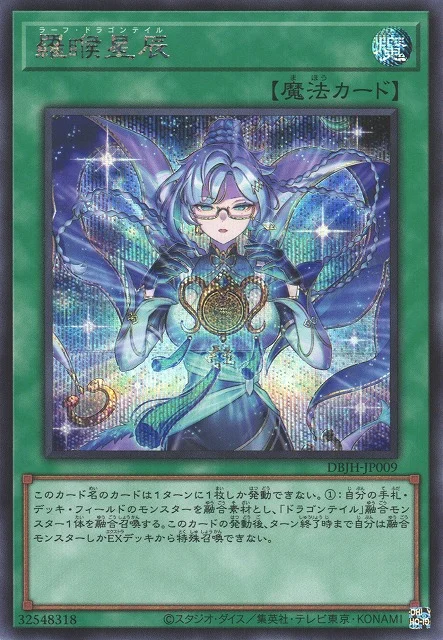 ラーフ・ドラゴンテイル
羅睺星辰
魔
【魔法カード】
DBJH-JP009
このカード名のカードは１ターンに１枚しか発動できない。①：自分の手札・
デッキ・フィールドのモンスターを融合素材とし、「ドラゴンテイル」融合モン
スター１体を融合召喚する。このカードの発動後、ターン終了時まで自分は融合
モンスターしかEXデッキから特殊召喚できない。
32548318
©スタジオ・ダイス／集英社・テレビ東京・KONAMI